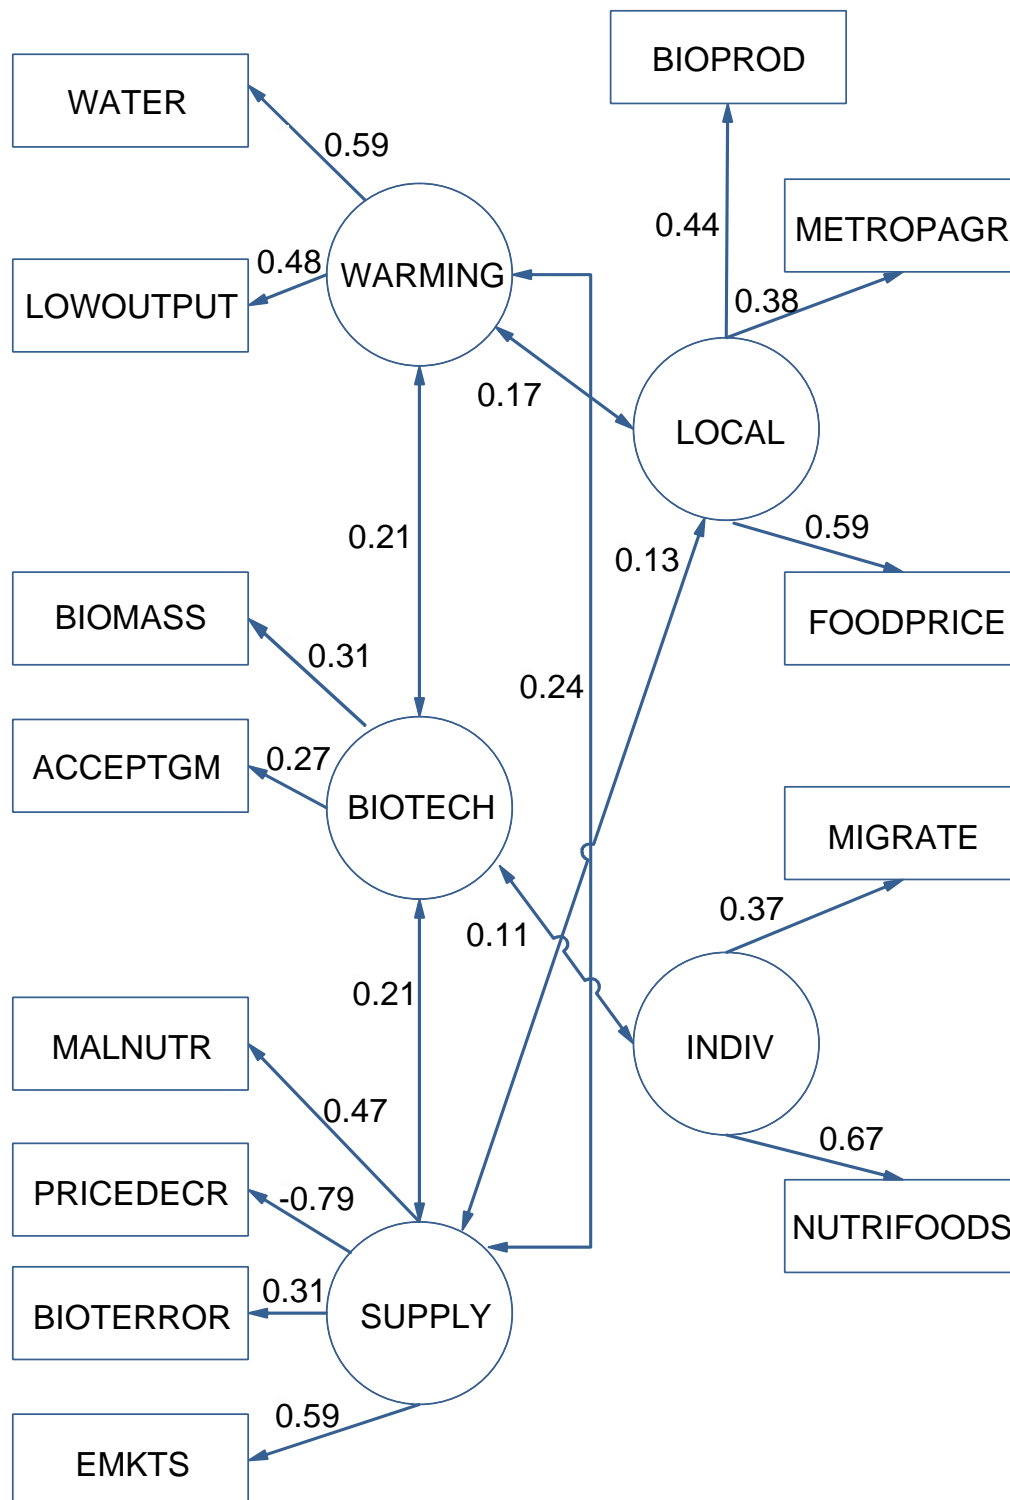 BIOPROD
WATER
0.59
METROPAGR
0.44
0.48
WARMING
LOWOUTPUT
0.38
0.17
LOCAL
0.21
0.59
0.13
BIOMASS
FOODPRICE
0.31
0.24
ACCEPTGM
0.27
BIOTECH
MIGRATE
0.37
0.11
0.21
MALNUTR
INDIV
0.47
0.67
PRICEDECR
-0.79
NUTRIFOODS
0.31
BIOTERROR
SUPPLY
0.59
EMKTS